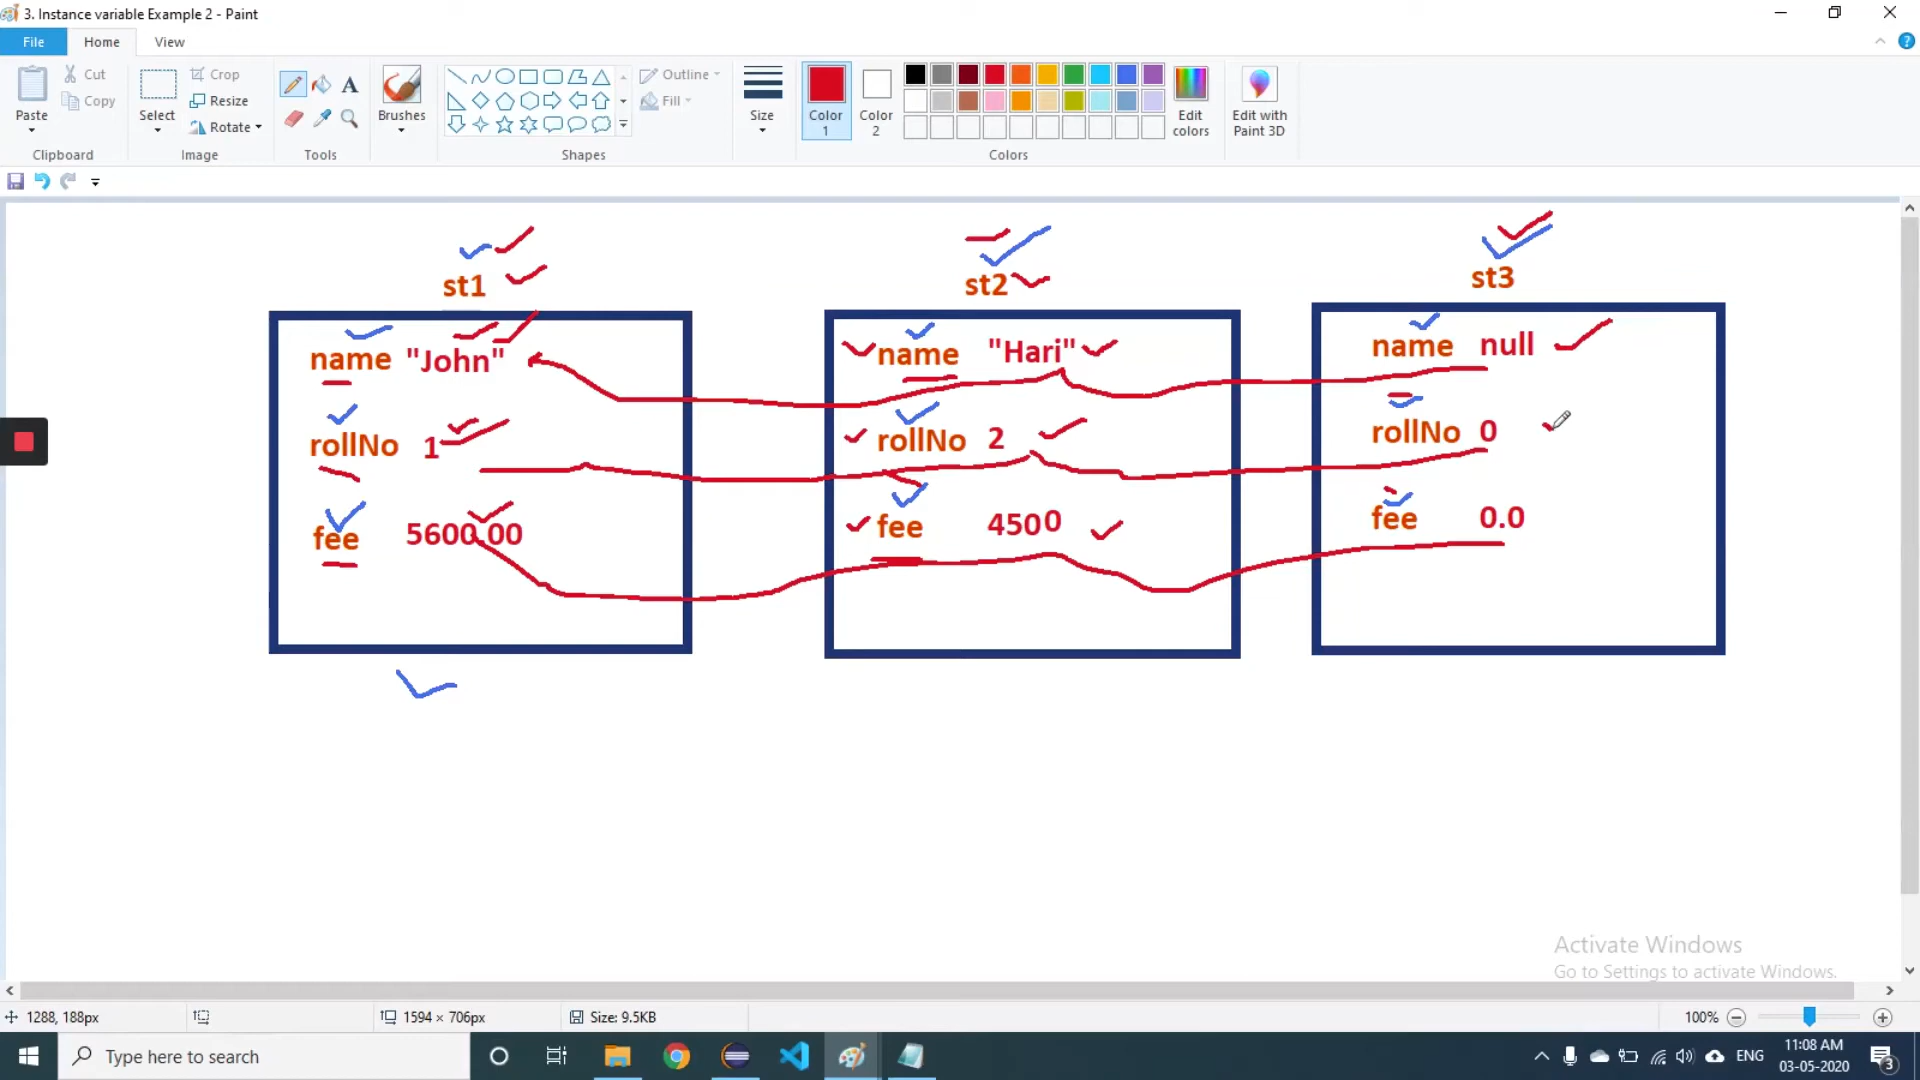 3. Instance variable Example 2 - Paint
File Home View
Paste
Cut
Copy
Clipboard
Select
Crop
Resize
Rotate
Image
A
Tools
Brushes
Outline
Fill
Shapes
Size
Color 1
Color 2
Edit colors
Edit with Paint 3D
Colors
st1
name "John"
rollNo 1
fee 5600.00
st2
name "Hari"
rollNo 2
fee 4500
st3
name null
rollNo 0
fee 0.0
Activate Windows
Go to Settings to activate Windows.
1288, 188px
1594 × 706px
Size: 9.5KB
100%
Type here to search
ENG
11:08 AM
03-05-2020
3